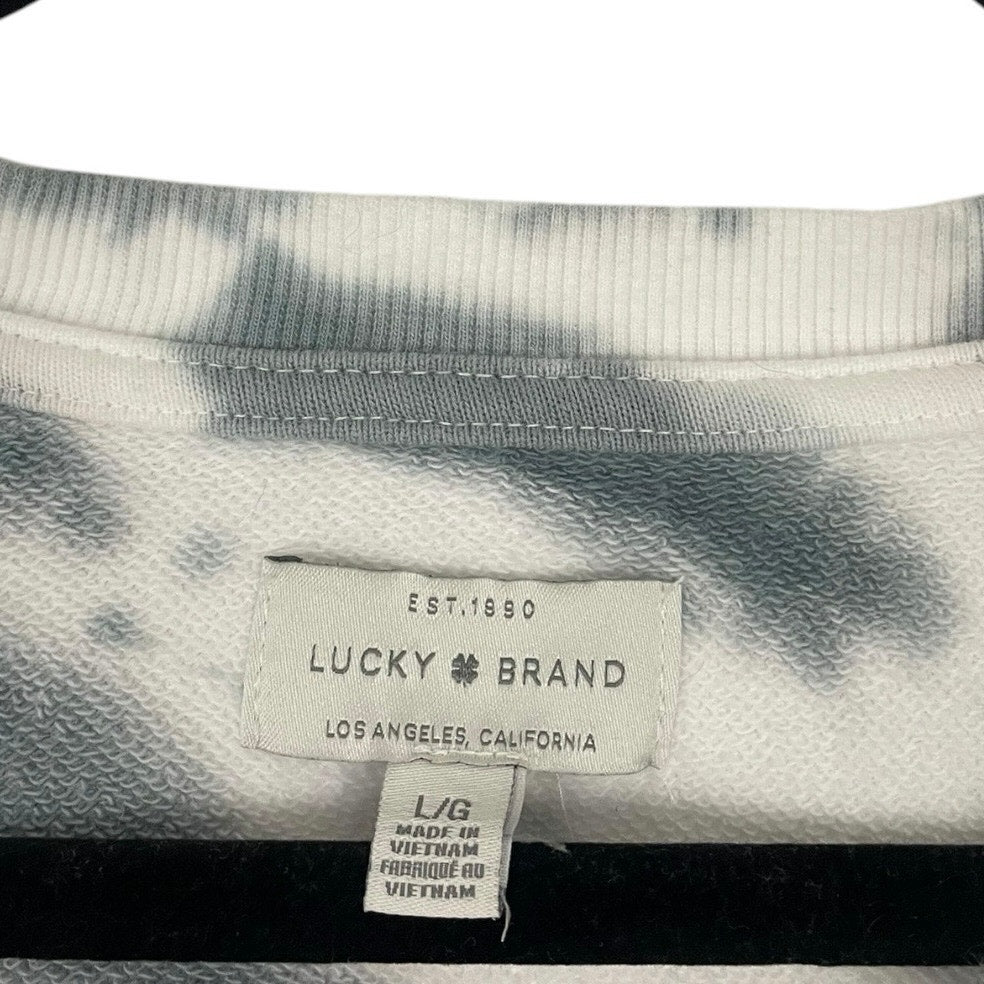 EST.1990
LUCKY BRAND
LOS ANGELES, CALIFORNIA
L/G
MADE IN
VIETNAM
FABRIQUÉ AU
VIETNAM